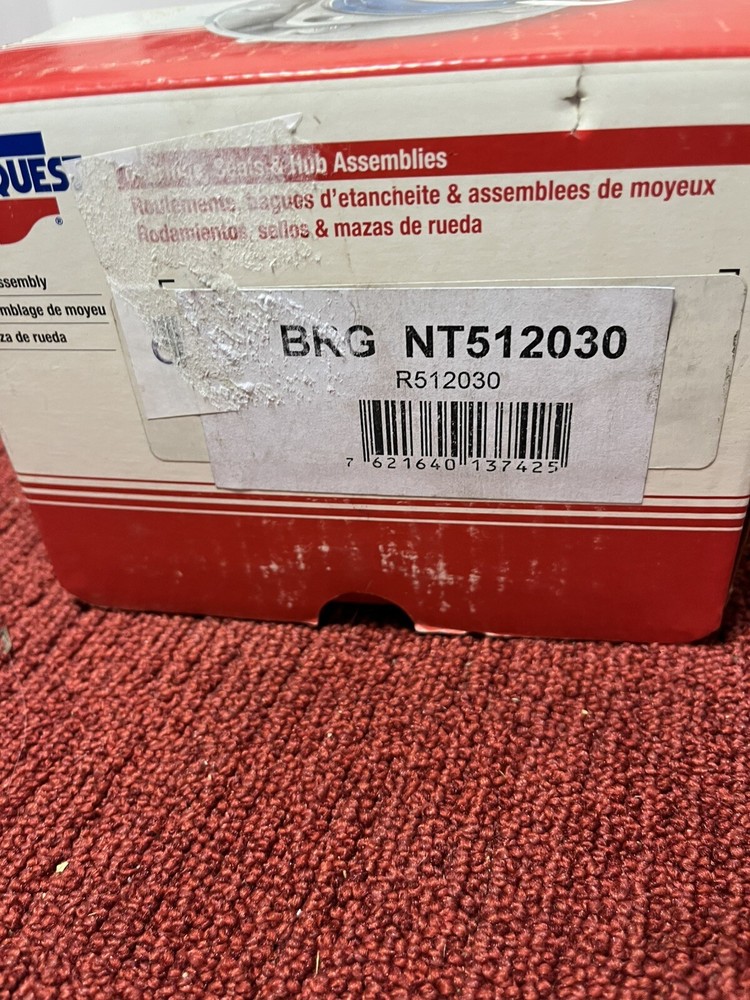 QUEST
®
Seals & Hub Assemblies
Roulements, bagues d'etancheite & assemblees de moyeux
Rodamientos, sellos & mazas de rueda
ssembly
mblage de moyeu
za de rueda
BRG NT512030
R512030
7 621640 137425